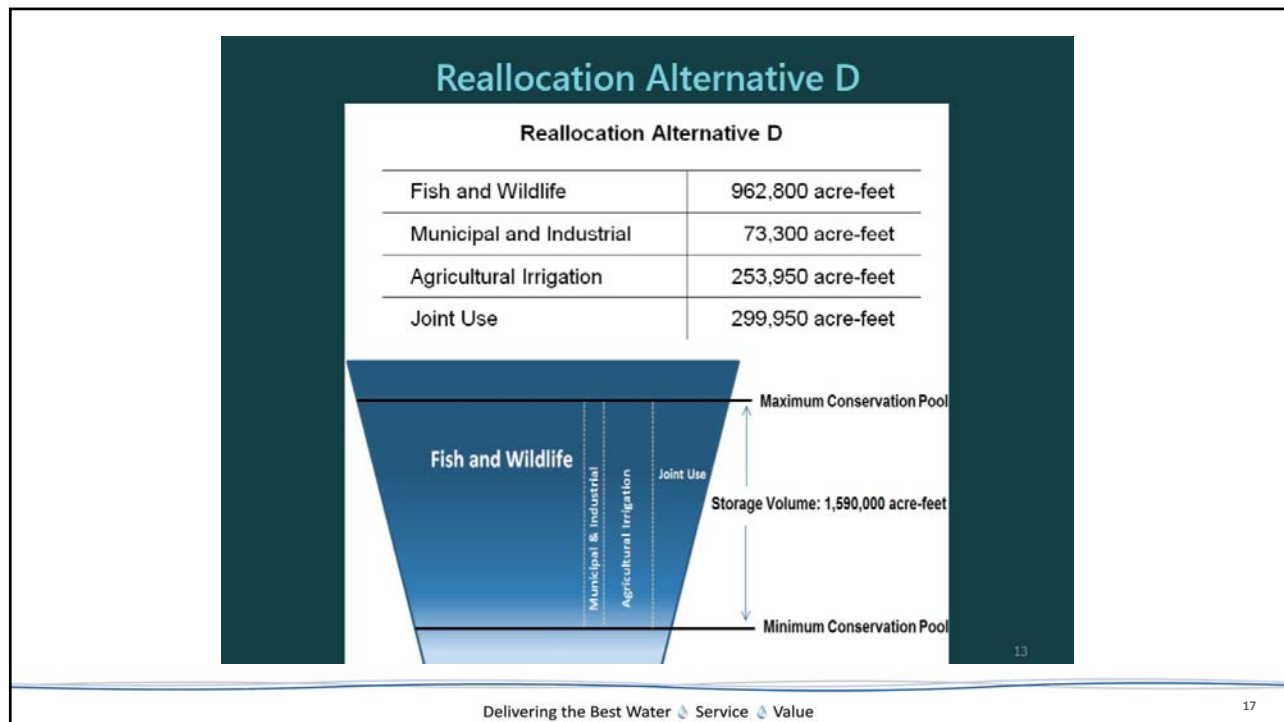 Reallocation Alternative D
Reallocation Alternative D
Fish and Wildlife 962,800 acre-feet
Municipal and Industrial 73,300 acre-feet
Agricultural Irrigation 253,950 acre-feet
Joint Use 299,950 acre-feet
Maximum Conservation Pool
Fish and Wildlife
Municipal & Industrial
Agricultural Irrigation
Joint Use
Storage Volume: 1,590,000 acre-feet
Minimum Conservation Pool
13
Delivering the Best Water Service Value
17